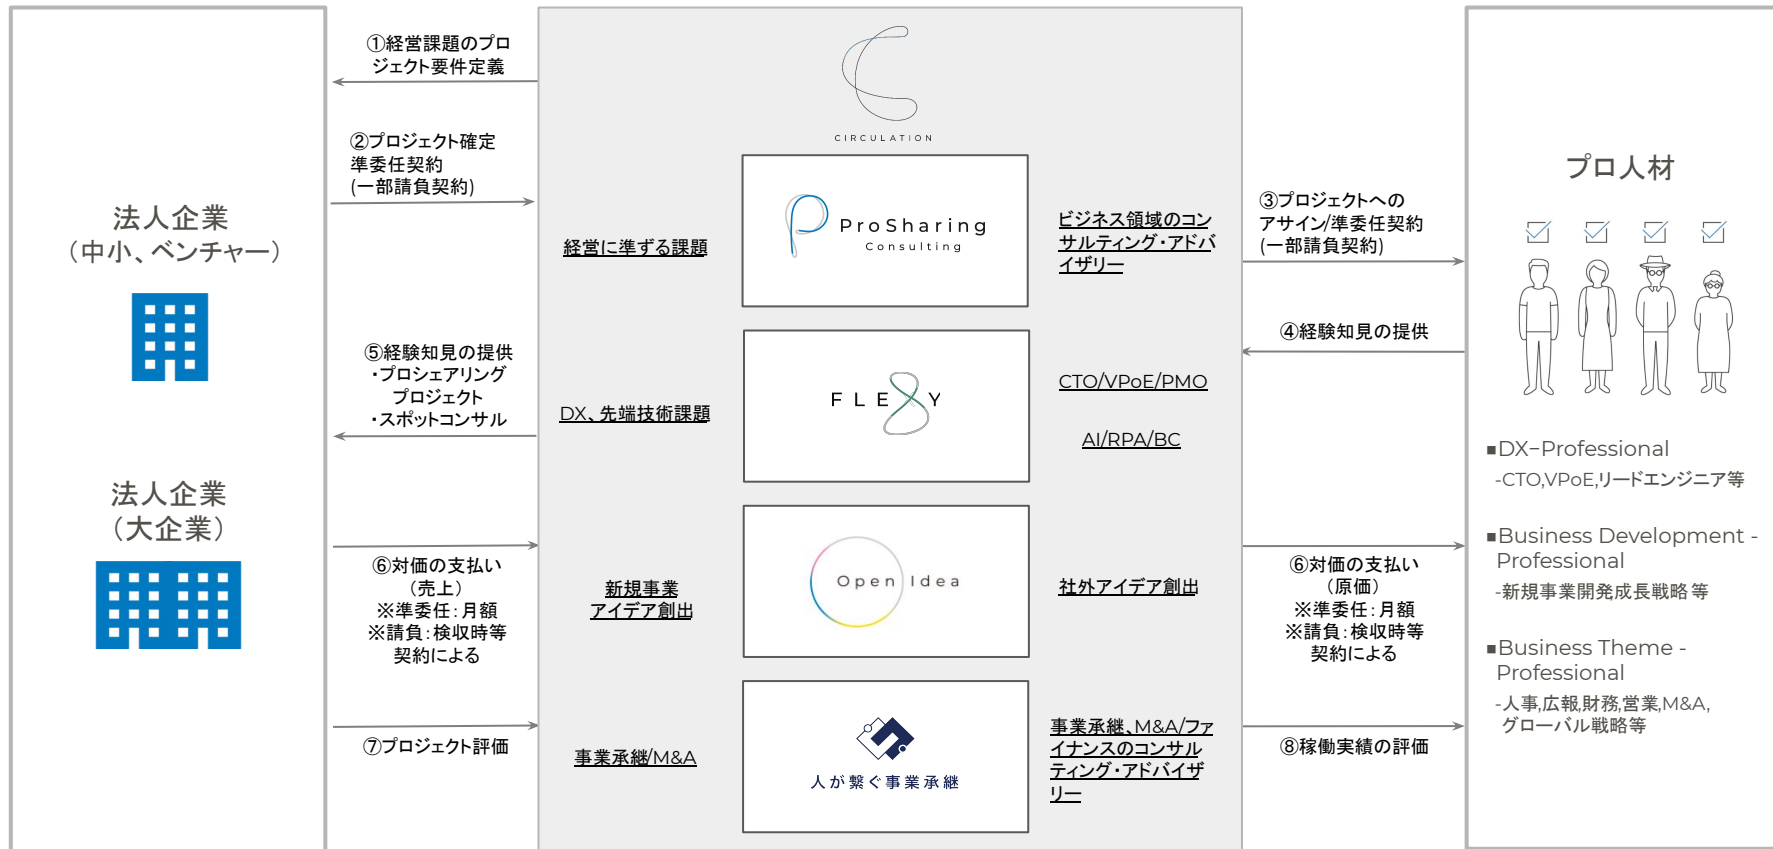 ①経営課題のプロ
ジェクト要件定義
②プロジェクト確定
準委任契約
(一部請負契約)
法人企業
（中小、ベンチャー）
⑤経験知見の提供
・プロシェアリング
プロジェクト
・スポットコンサル
法人企業
（大企業）
⑥対価の支払い
(売上)
※準委任：月額
※請負：検収時等
契約による
⑦プロジェクト評価
CIRCULATION
経営に準ずる課題
ProSharing
Consulting
ビジネス領域のコン
サルティング・アドバ
イザリー
DX、先端技術課題
FLEXY
CTO/VPoE/PMO
AI/RPA/BC
新規事業
アイデア創出
Open Idea
社外アイデア創出
事業承継/M&A
人が繋ぐ事業承継
事業承継、M&A/ファ
イナンスのコンサル
ティング・アドバイザ
リー
③プロジェクトへの
アサイン/準委任契約
(一部請負契約)
④経験知見の提供
⑥対価の支払い
(原価)
※準委任：月額
※請負：検収時等
契約による
⑧稼働実績の評価
プロ人材
■DX−Professional
-CTO,VPoE,リードエンジニア等
■Business Development -
Professional
-新規事業開発成長戦略等
■Business Theme -
Professional
-人事,広報,財務,営業,M&A,
グローバル戦略等